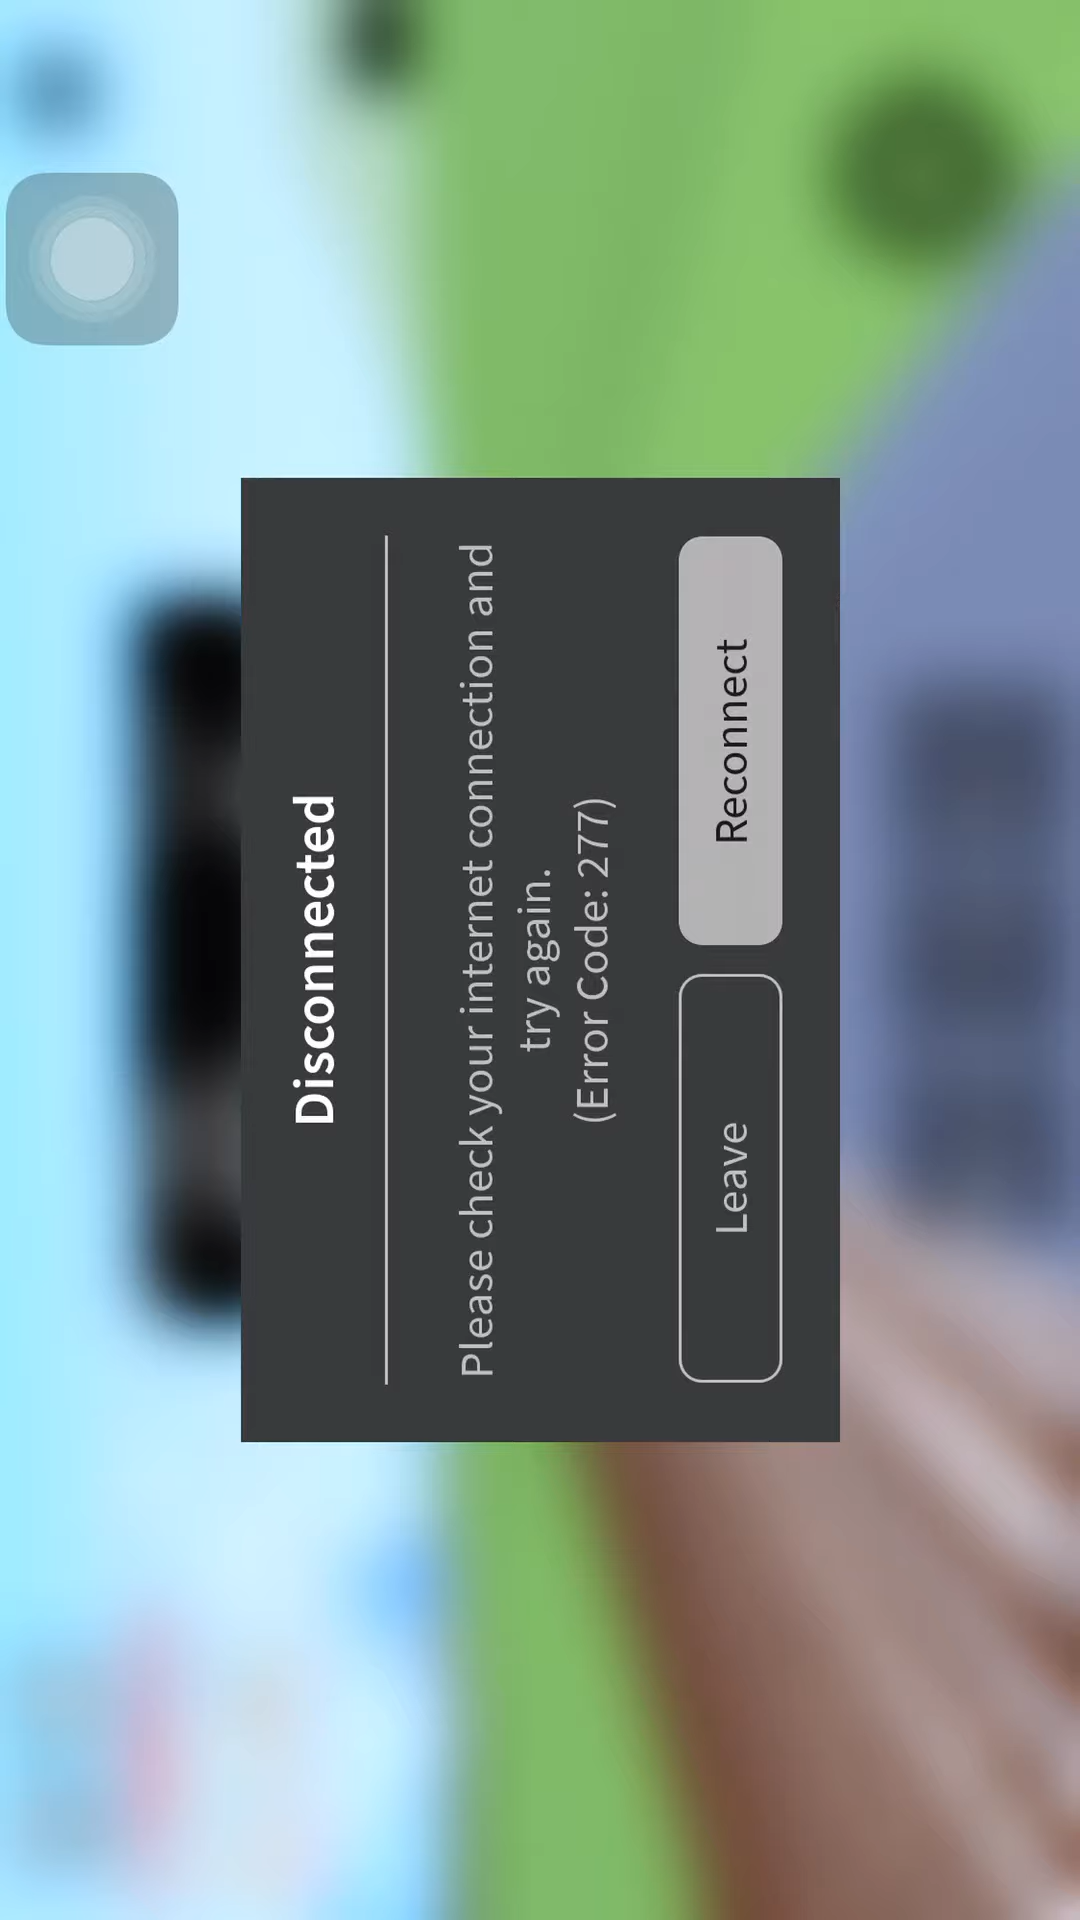 Disconnected
Please check your internet connection and
try again.
(Error Code: 277)
Leave
Reconnect